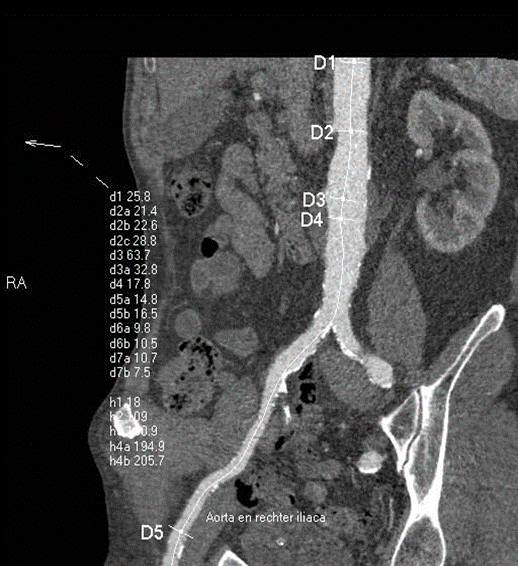 D1
D2
D3
D4
d1 25.8
d2a 21.4
d2b 22.6
d2c 28.8
d3 63.7
d3a 32.8
d4 17.8
d5a 14.8
d5b 16.5
d6a 9.8
d6b 10.5
d7a 10.7
d7b 7.5
RA
h1 18
h2 109
0.9
h4a 194.9
h4b 205.7
Aorta en rechter iliaca
D5